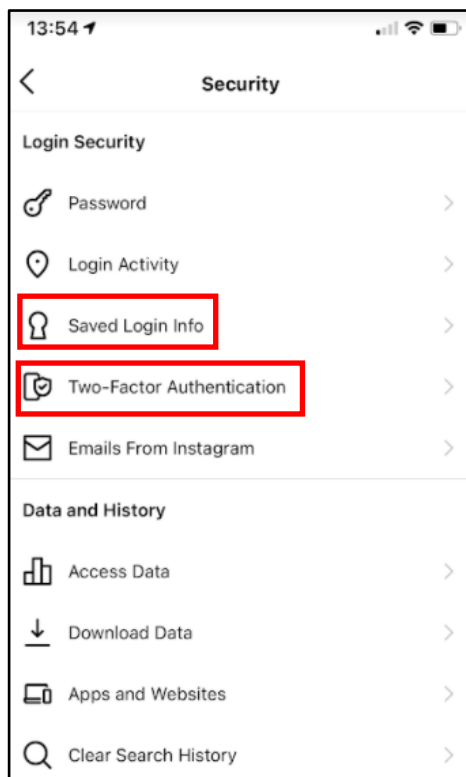 13:54
Security
Login Security
Password
Login Activity
Saved Login Info
Two-Factor Authentication
Emails From Instagram
Data and History
Access Data
Download Data
Apps and Websites
Clear Search History